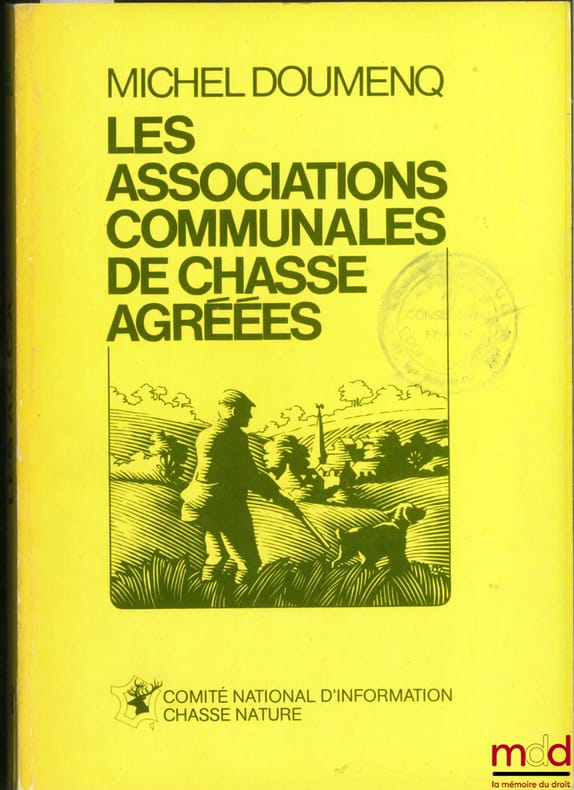 MICHEL DOUMENQ
LES
ASSOCIATIONS
COMMUNALES
DE CHASSE
AGRÉÉES
COMITÉ NATIONAL D'INFORMATION
CHASSE NATURE
mdd
la mémoire du droit